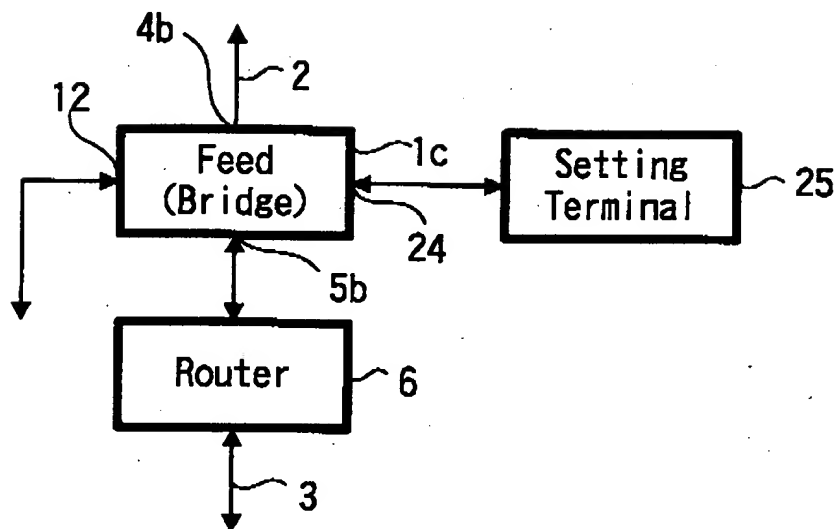 4b
2
12
Feed
(Bridge)
1c
Setting
Terminal
25
24
5b
Router
6
3